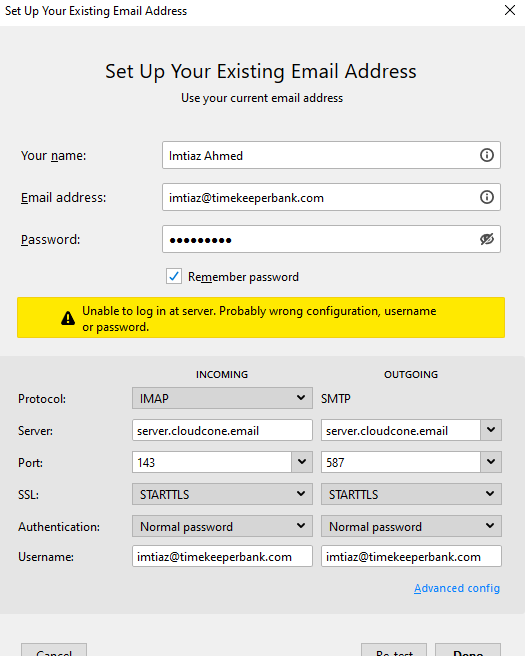 Set Up Your Existing Email Address
Set Up Your Existing Email Address
Use your current email address
Your name: Imtiaz Ahmed
Email address: imtiaz@timekeeperbank.com
Password: •••••••••
Remember password
Unable to log in at server. Probably wrong configuration, username
or password.
INCOMING OUTGOING
Protocol: IMAP SMTP
Server: server.cloudcone.email server.cloudcone.email
Port: 143 587
SSL: STARTTLS STARTTLS
Authentication: Normal password Normal password
Username: imtiaz@timekeeperbank.com imtiaz@timekeeperbank.com
Advanced config
Cancel Re-test Done